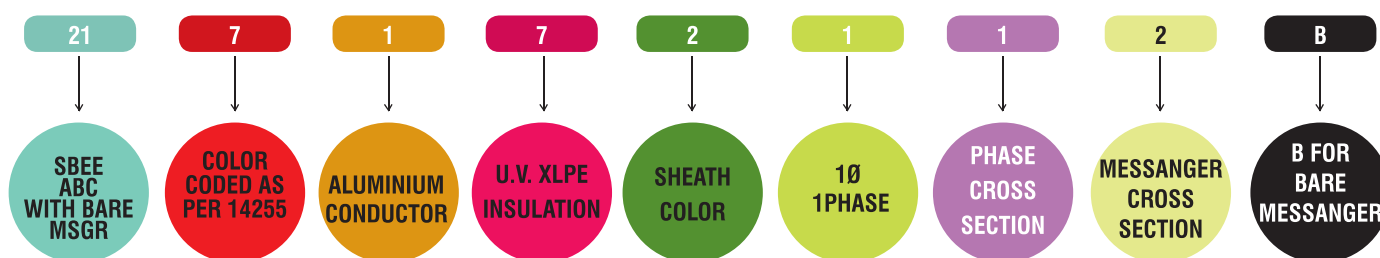 21 7 1 7 2 1 1 2 B
SBEE
ABC
WITH BARE
MSGR
COLOR
CODED AS
PER 14255
ALUMINIUM
CONDUCTOR
U.V. XLPE
INSULATION
SHEATH
COLOR
1Ø
1PHASE
PHASE
CROSS
SECTION
MESSANGER
CROSS
SECTION
B FOR
BARE
MESSANGER